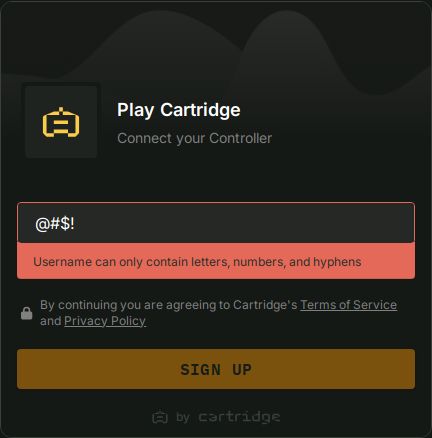 Play Cartridge
Connect your Controller
@#$!
Username can only contain letters, numbers, and hyphens
By continuing you are agreeing to Cartridge's Terms of Service
and Privacy Policy
SIGN UP
by cartridge